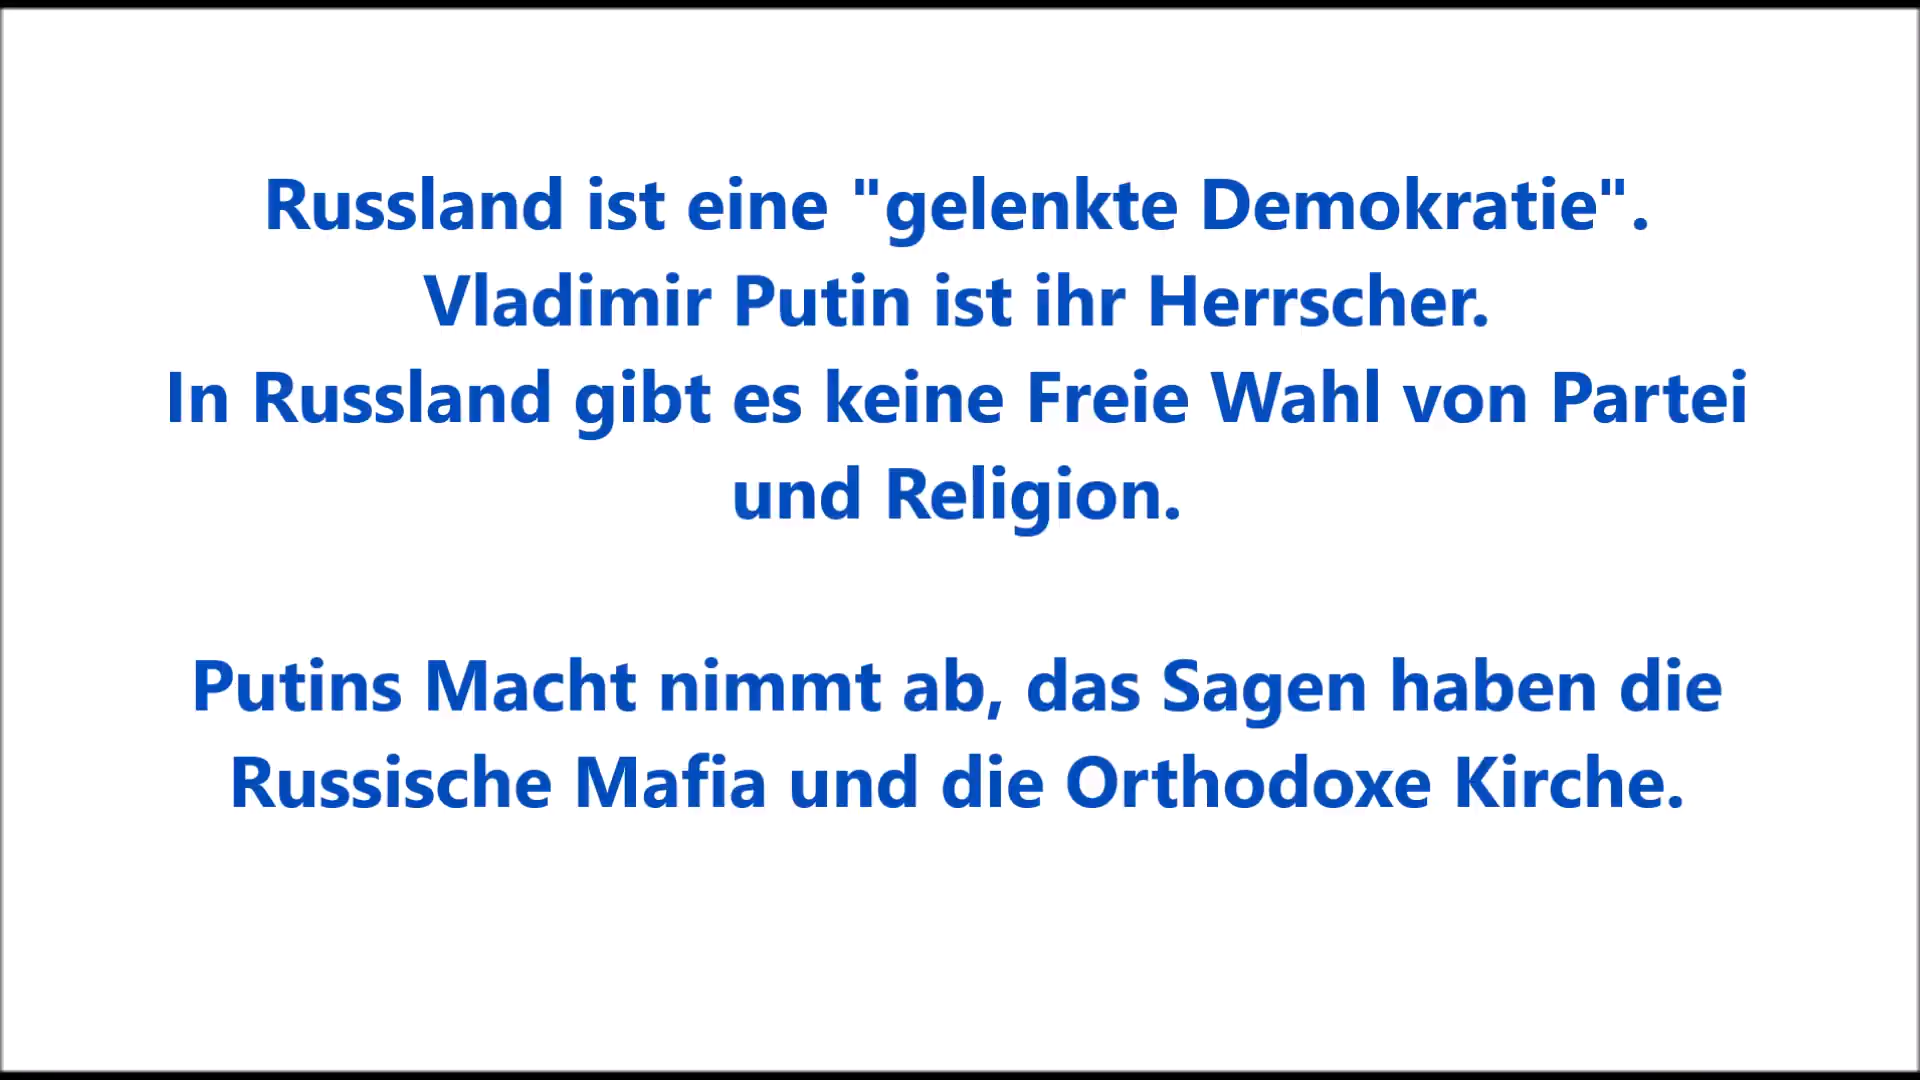 Russland ist eine "gelenkte Demokratie".
Vladimir Putin ist ihr Herrscher.
In Russland gibt es keine Freie Wahl von Partei
und Religion.
Putins Macht nimmt ab, das Sagen haben die
Russische Mafia und die Orthodoxe Kirche.